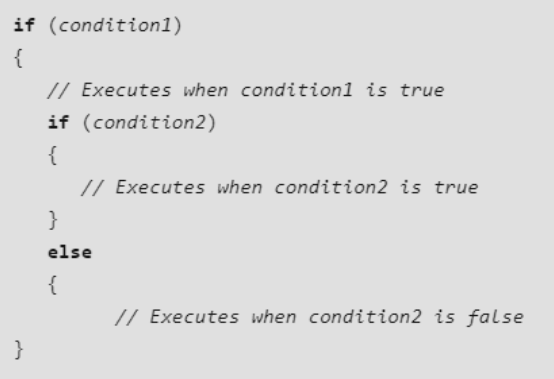 if (condition1)
{
// Executes when condition1 is true
if (condition2)
{
// Executes when condition2 is true
}
else
{
// Executes when condition2 is false
}